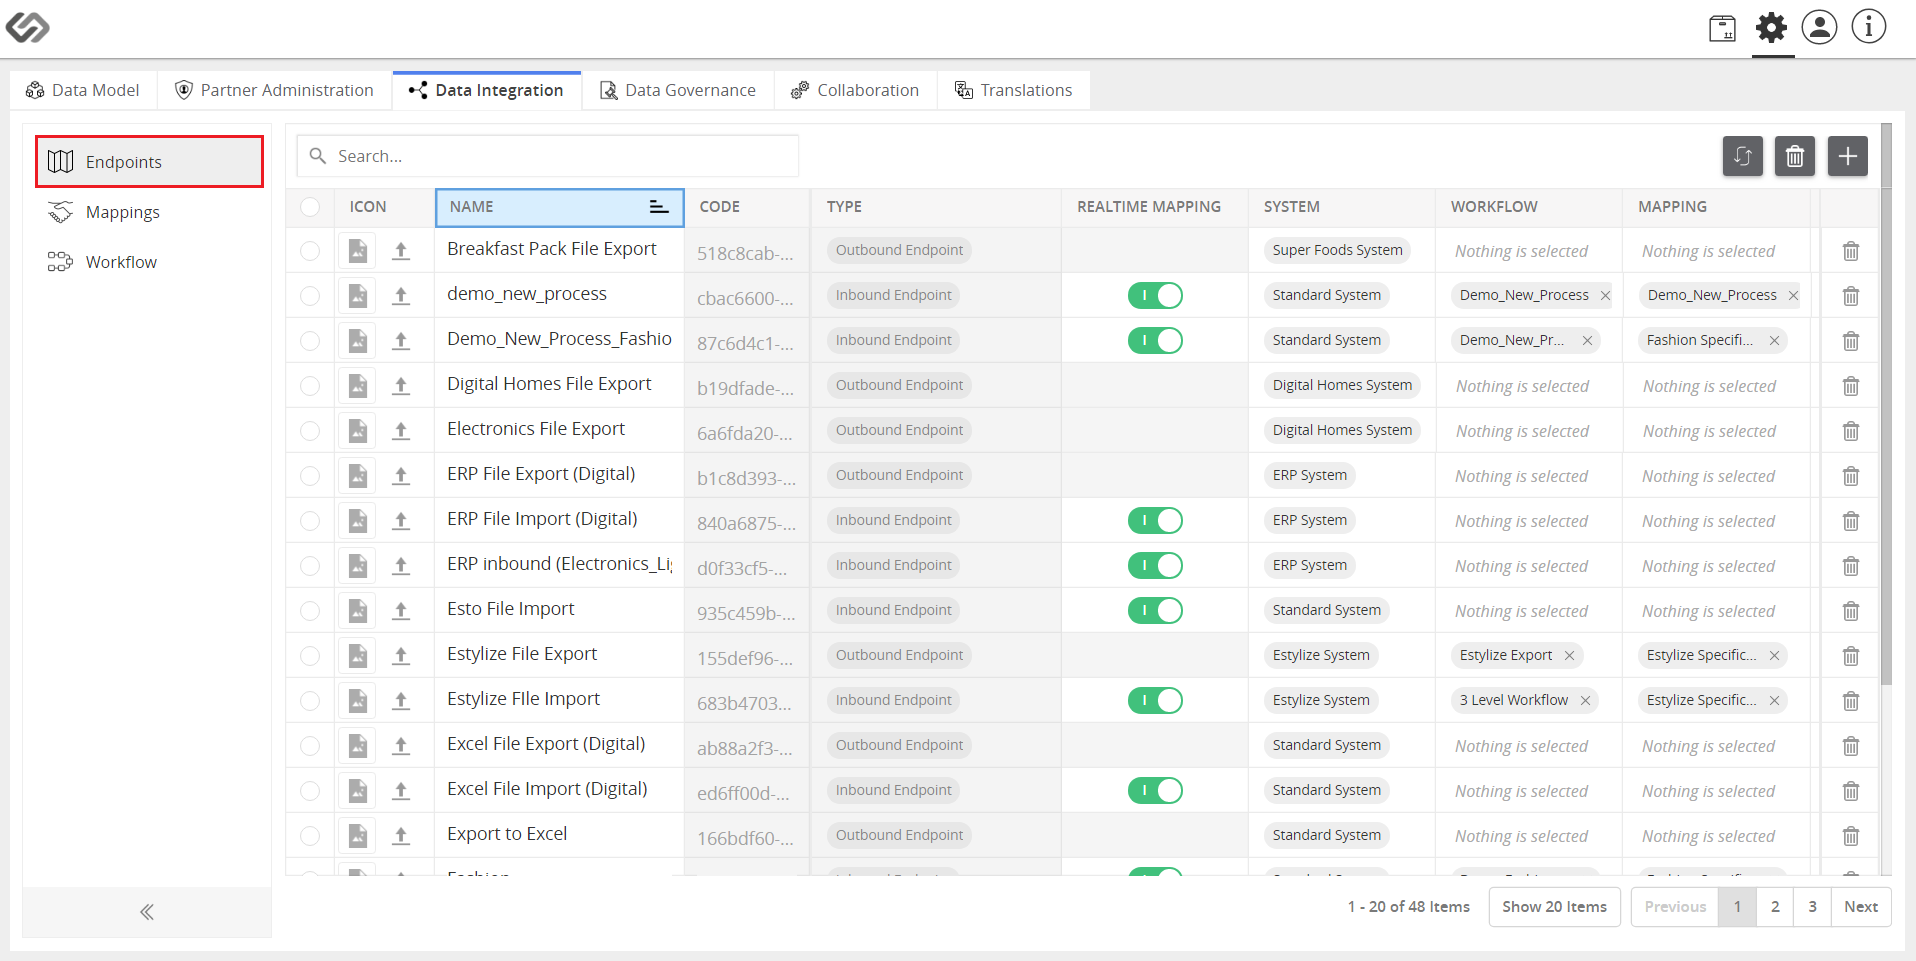 Data Model Partner Administration Data Integration Data Governance Collaboration Translations
Endpoints
Mappings
Workflow
Search...
ICON NAME CODE TYPE REALTIME MAPPING SYSTEM WORKFLOW MAPPING
Breakfast Pack File Export 518c8cab-... Outbound Endpoint Super Foods System Nothing is selected Nothing is selected
demo_new_process cbac6600-... Inbound Endpoint Standard System Demo_New_Process Demo_New_Process
Demo_New_Process_Fashio 87c6d4c1-... Inbound Endpoint Standard System Demo_New_Pr... Fashion Specifi...
Digital Homes File Export b19dfade-... Outbound Endpoint Digital Homes System Nothing is selected Nothing is selected
Electronics File Export 6a6fda20-... Outbound Endpoint Digital Homes System Nothing is selected Nothing is selected
ERP File Export (Digital) b1c8d393-... Outbound Endpoint ERP System Nothing is selected Nothing is selected
ERP File Import (Digital) 840a6875-... Inbound Endpoint ERP System Nothing is selected Nothing is selected
ERP inbound (Electronics_Li d0f33cf5-... Inbound Endpoint ERP System Nothing is selected Nothing is selected
Esto File Import 935c459b-... Inbound Endpoint Standard System Nothing is selected Nothing is selected
Estylize File Export 155def96-... Outbound Endpoint Estylize System Estylize Export Estylize Specific...
Estylize FIle Import 683b4703... Inbound Endpoint Estylize System 3 Level Workflow Estylize Specific...
Excel File Export (Digital) ab88a2f3-... Outbound Endpoint Standard System Nothing is selected Nothing is selected
Excel File Import (Digital) ed6ff00d-... Inbound Endpoint Standard System Nothing is selected Nothing is selected
Export to Excel 166bdf60-... Outbound Endpoint Standard System Nothing is selected Nothing is selected
1 - 20 of 48 Items Show 20 Items Previous 1 2 3 Next